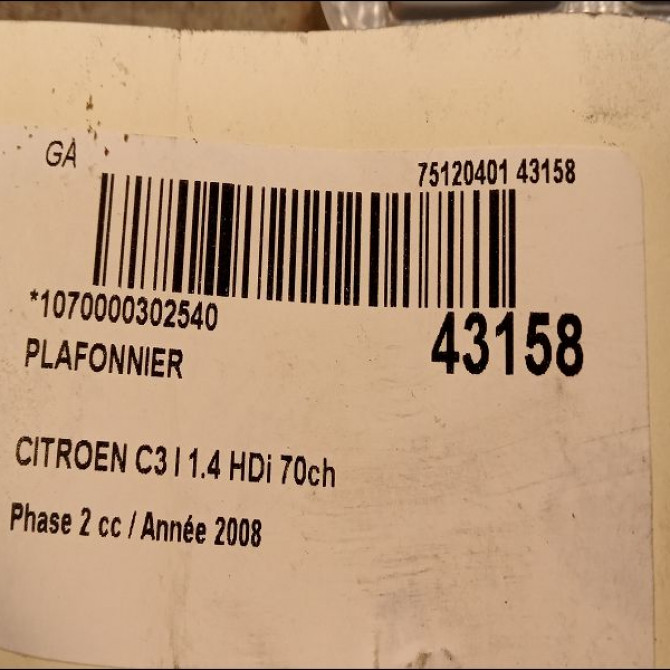 GA
75120401 43158
*1070000302540
43158
PLAFONNIER
CITROEN C3 I 1.4 HDi 70ch
Phase 2 cc / Année 2008